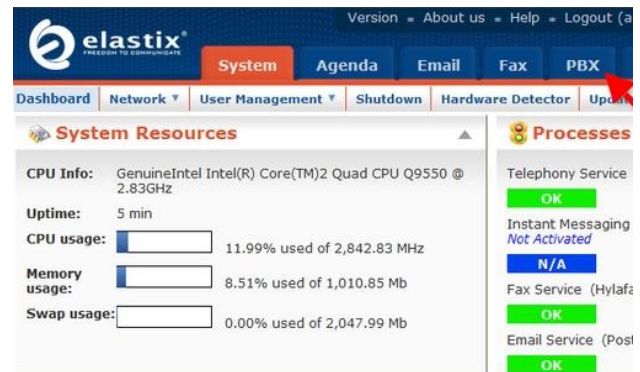 Version About us Help Logout
elastix
FREEDOM TO COMMUNICATE
System Agenda Email Fax PBX
Dashboard Network User Management Shutdown Hardware Detector
System Resources
CPU Info: GenuineIntel Intel(R) Core(TM)2 Quad CPU Q9550 @
2.83GHz
Uptime: 5 min
CPU usage: 11.99% used of 2,842.83 MHz
Memory
usage: 8.51% used of 1,010.85 Mb
Swap usage: 0.00% used of 2,047.99 Mb
Processes
Telephony Service
OK
Instant Messaging
Not Activated
N/A
Fax Service (Hylafa
OK
Email Service (Post
OK